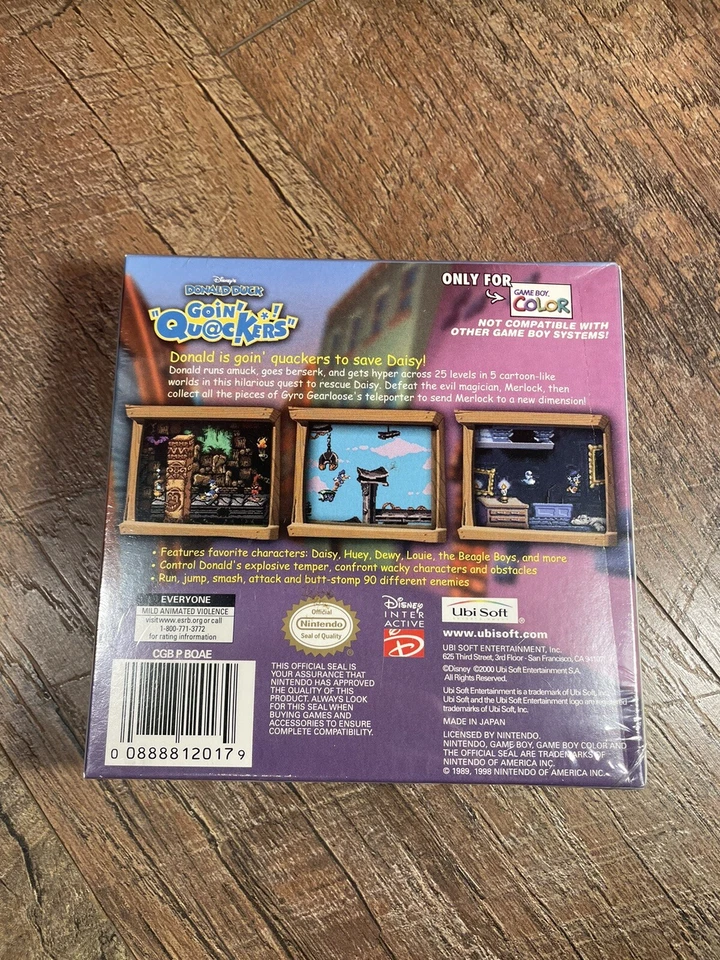 Disney's
DONALD DUCK
"GOIN'
QU@CKERS"!
ONLY FOR
GAME BOY
COLOR
NOT COMPATIBLE WITH
OTHER GAME BOY SYSTEMS!
Donald is goin' quackers to save Daisy!
Donald runs amuck, goes berserk, and gets hyper across 25 levels in 5 cartoon-like
worlds in this hilarious quest to rescue Daisy. Defeat the evil magician, Merlock, then
collect all the pieces of Gyro Gearloose's teleporter to send Merlock to a new dimension!
• Features favorite characters: Daisy, Huey, Dewy, Louie, the Beagle Boys, and more
• Control Donald's explosive temper, confront wacky characters and obstacles
• Run, jump, smash, attack and butt-stomp 90 different enemies
EVERYONE
MILD ANIMATED VIOLENCE
visit www.esrb.org or call
1-800-771-3772
for rating information
CGB P BQAE
0 08888 12017 9
Official
Nintendo
Seal of Quality
THIS OFFICIAL SEAL IS
YOUR ASSURANCE THAT
NINTENDO HAS APPROVED
THE QUALITY OF THIS
PRODUCT. ALWAYS LOOK
FOR THIS SEAL WHEN
BUYING GAMES AND
ACCESSORIES TO ENSURE
COMPLETE COMPATIBILITY.
Disney
INTER
ACTIVE
D
Ubi Soft
®
www.ubisoft.com
UBI SOFT ENTERTAINMENT, Inc.
625 Third Street, 3rd Floor - San Francisco, CA
©Disney ©2000 Ubi Soft Entertainment S.A.
All Rights Reserved.
Ubi Soft Entertainment is a trademark of Ubi Soft, Inc.
Ubi Soft and the Ubi Soft Entertainment logo are registered
trademarks of Ubi Soft, Inc.
MADE IN JAPAN
LICENSED BY NINTENDO.
NINTENDO, GAME BOY, GAME BOY COLOR AND
THE OFFICIAL SEAL ARE TRADEMARKS OF
NINTENDO OF AMERICA INC.
© 1989, 1998 NINTENDO OF AMERICA INC.